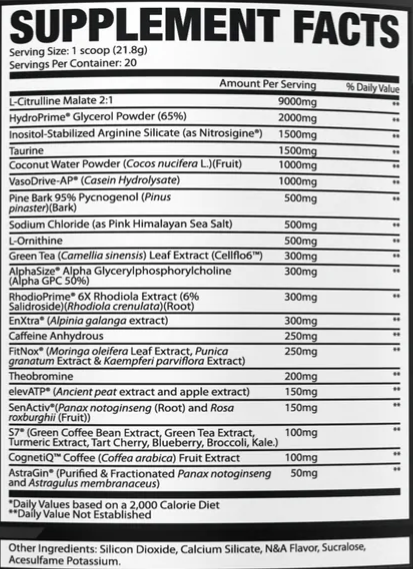 SUPPLEMENT FACTS
Serving Size: 1 scoop (21.8g)
Servings Per Container: 20
Amount Per Serving % Daily Value
L-Citrulline Malate 2:1 9000mg **
HydroPrime® Glycerol Powder (65%) 2000mg **
Inositol-Stabilized Arginine Silicate (as Nitrosigine®) 1500mg **
Taurine 1500mg **
Coconut Water Powder (Cocos nucifera L.)(Fruit) 1000mg **
VasoDrive-AP® (Casein Hydrolysate) 1000mg **
Pine Bark 95% Pycnogenol (Pinus 500mg **
pinaster)(Bark)
Sodium Chloride (as Pink Himalayan Sea Salt) 500mg **
L-Ornithine 500mg **
Green Tea (Camellia sinensis) Leaf Extract (Cellflo6™) 300mg **
AlphaSize® Alpha Glycerylphosphorylcholine 300mg **
(Alpha GPC 50%)
RhodioPrime® 6X Rhodiola Extract (6% 300mg **
Salidroside)(Rhodiola crenulata)(Root)
EnXtra® (Alpinia galanga extract) 300mg **
Caffeine Anhydrous 250mg **
FitNox® (Moringa oleifera Leaf Extract, Punica 250mg **
granatum Extract & Kaempferi parviflora Extract)
Theobromine 200mg **
elevATP® (Ancient peat extract and apple extract) 150mg **
SenActiv®(Panax notoginseng (Root) and Rosa 150mg **
roxburghii (Fruit))
S7® (Green Coffee Bean Extract, Green Tea Extract, 100mg **
Turmeric Extract, Tart Cherry, Blueberry, Broccoli, Kale.)
CognetiQ™ Coffee (Coffea arabica) Fruit Extract 100mg **
AstraGin® (Purified & Fractionated Panax notoginseng 50mg **
and Astragulus membranaceus)
*Daily Values based on a 2,000 Calorie Diet
**Daily Value Not Established
Other Ingredients: Silicon Dioxide, Calcium Silicate, N&A Flavor, Sucralose,
Acesulfame Potassium.